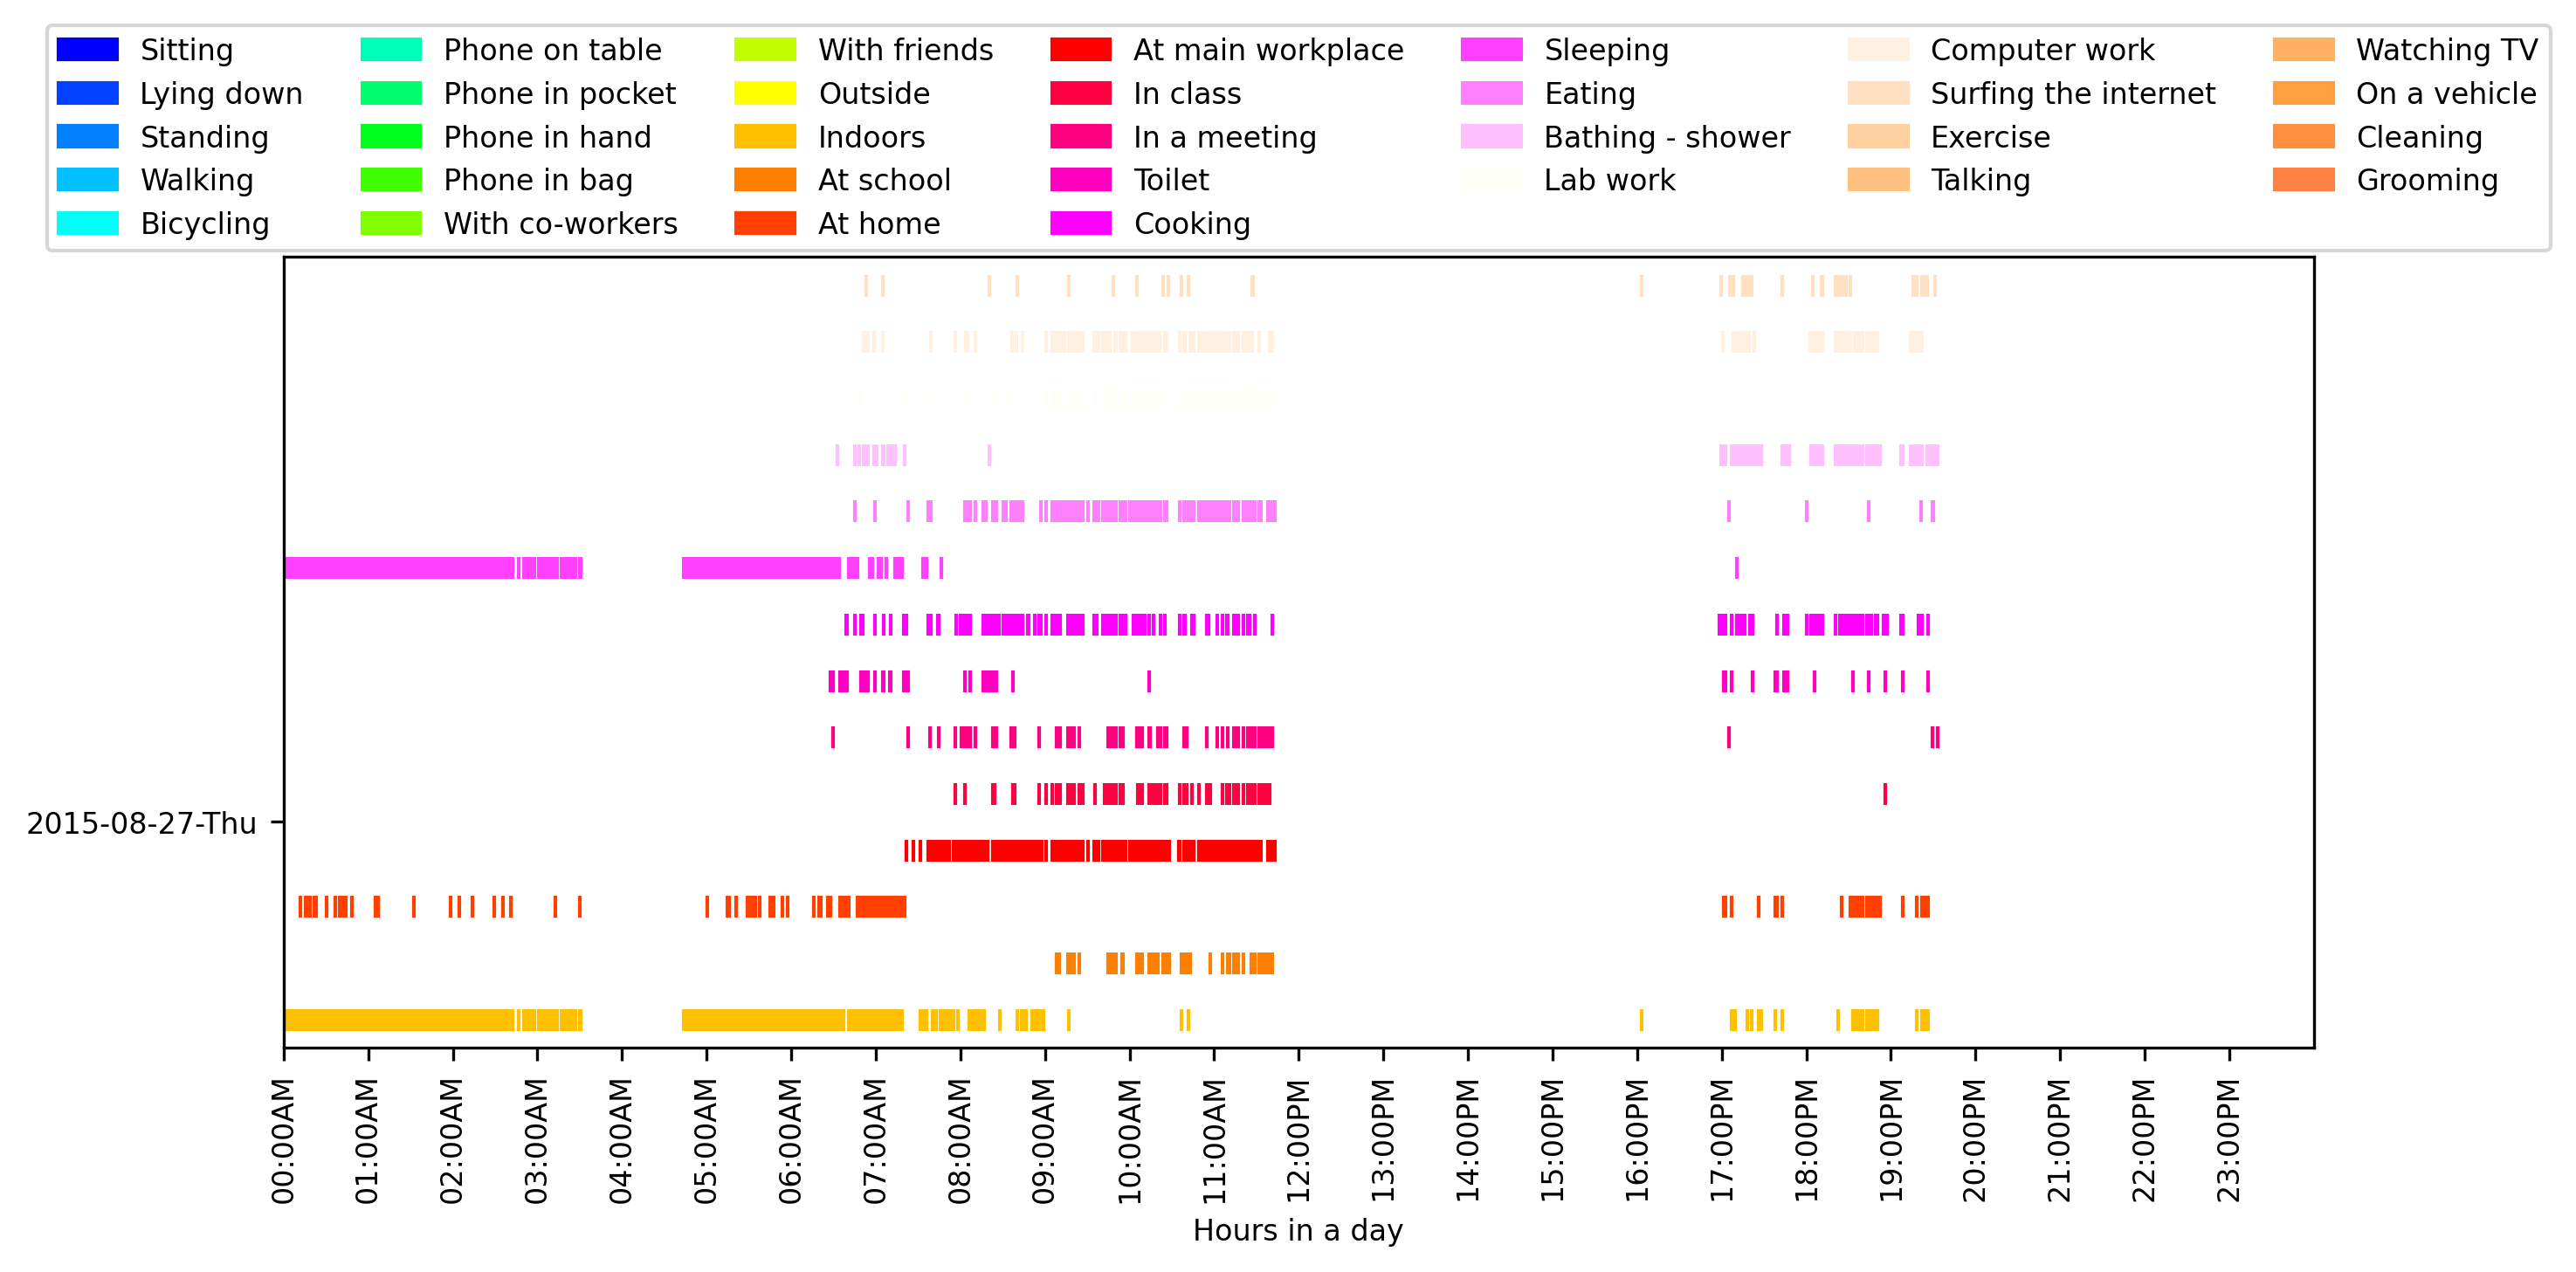 Sitting
Lying down
Standing
Walking
Bicycling
Phone on table
Phone in pocket
Phone in hand
Phone in bag
With co-workers
With friends
Outside
Indoors
At school
At home
At main workplace
In class
In a meeting
Toilet
Cooking
Sleeping
Eating
Bathing - shower
Lab work
Computer work
Surfing the internet
Exercise
Talking
Watching TV
On a vehicle
Cleaning
Grooming
2015-08-27-Thu
00:00AM
01:00AM
02:00AM
03:00AM
04:00AM
05:00AM
06:00AM
07:00AM
08:00AM
09:00AM
10:00AM
11:00AM
12:00PM
13:00PM
14:00PM
15:00PM
16:00PM
17:00PM
18:00PM
19:00PM
20:00PM
21:00PM
22:00PM
23:00PM
Hours in a day